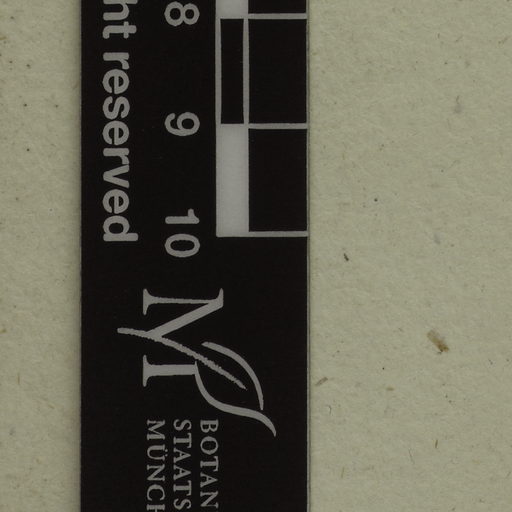 ht reserved
8
9
10
M
BOTAN
STAATS
MÜNCH